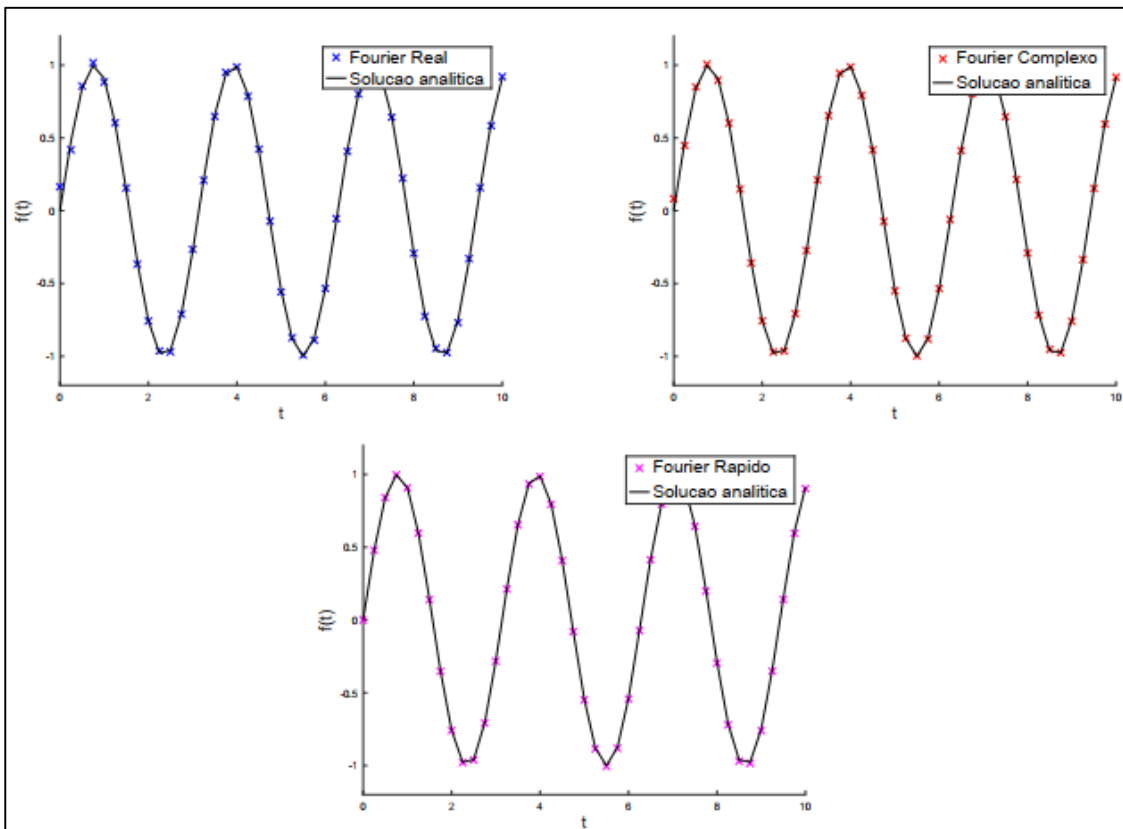 Fourier Real
Solucao analitica
1
0.5
0
-0.5
-1
f(t)
0 2 4 6 8 10
t
Fourier Complexo
Solucao analitica
1
0.5
0
-0.5
-1
f(t)
0 2 4 6 8 10
t
Fourier Rapido
Solucao analitica
1
0.5
0
-0.5
-1
f(t)
0 2 4 6 8 10
t